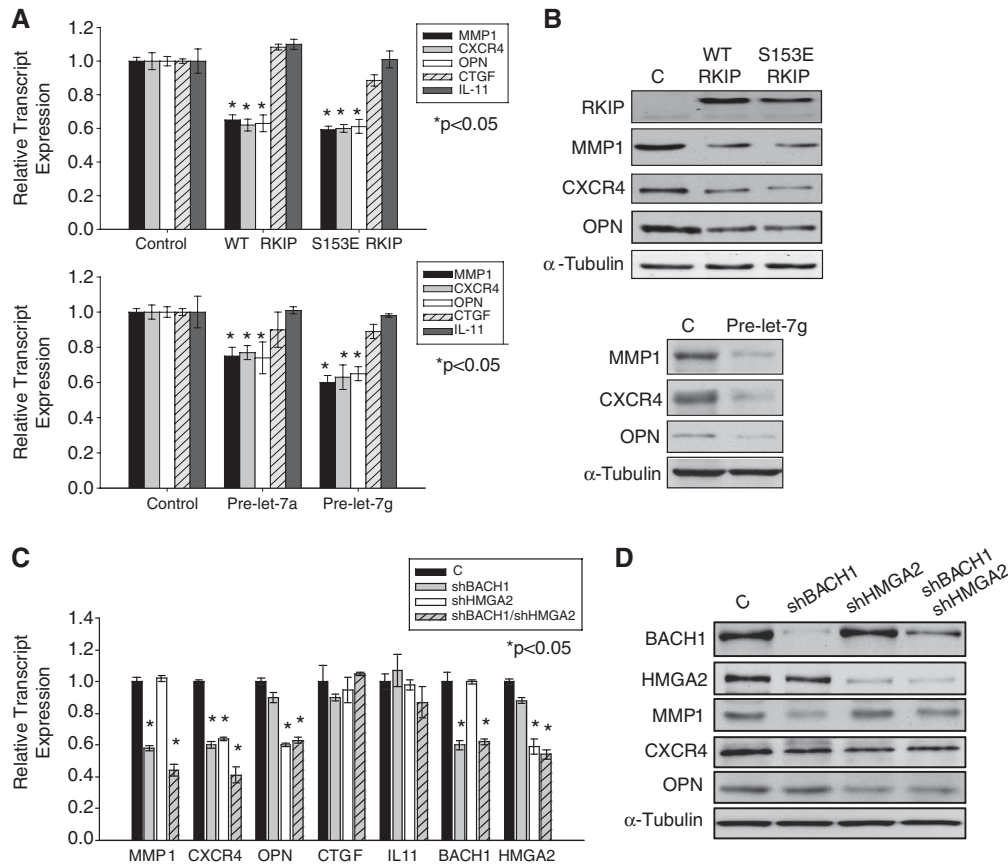 A
Relative Transcript
Expression
1.2
1.0
0.8
0.6
0.4
0.2
0.0
MMP1
CXCR4
OPN
CTGF
IL-11
*p<0.05
* * *
* * *
Control
WT RKIP
S153E RKIP
Relative Transcript
Expression
1.2
1.0
0.8
0.6
0.4
0.2
0.0
MMP1
CXCR4
OPN
CTGF
IL-11
*p<0.05
* * *
* * *
Control
Pre-let-7a
Pre-let-7g
B
C
WT
RKIP
S153E
RKIP
RKIP
MMP1
CXCR4
OPN
α-Tubulin
C
Pre-let-7g
MMP1
CXCR4
OPN
α-Tubulin
C
C
shBACH1
shHMGA2
shBACH1/shHMGA2
*p<0.05
Relative Transcript
Expression
1.4
1.2
1.0
0.8
0.6
0.4
0.2
0.0
* *
* * *
* *
* *
* *
MMP1
CXCR4
OPN
CTGF
IL11
BACH1
HMGA2
D
C
shBACH1
shHMGA2
shBACH1
shHMGA2
BACH1
HMGA2
MMP1
CXCR4
OPN
α-Tubulin